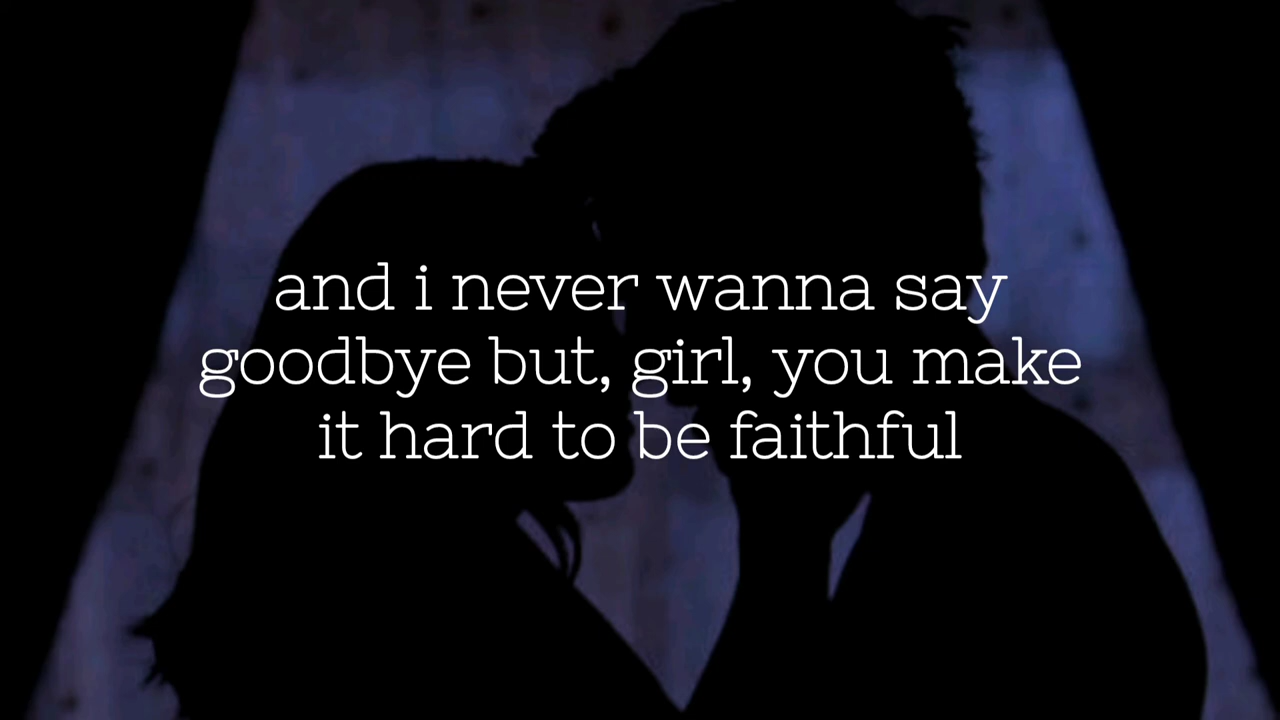 and i never wanna say
goodbye but, girl, you make
it hard to be faithful